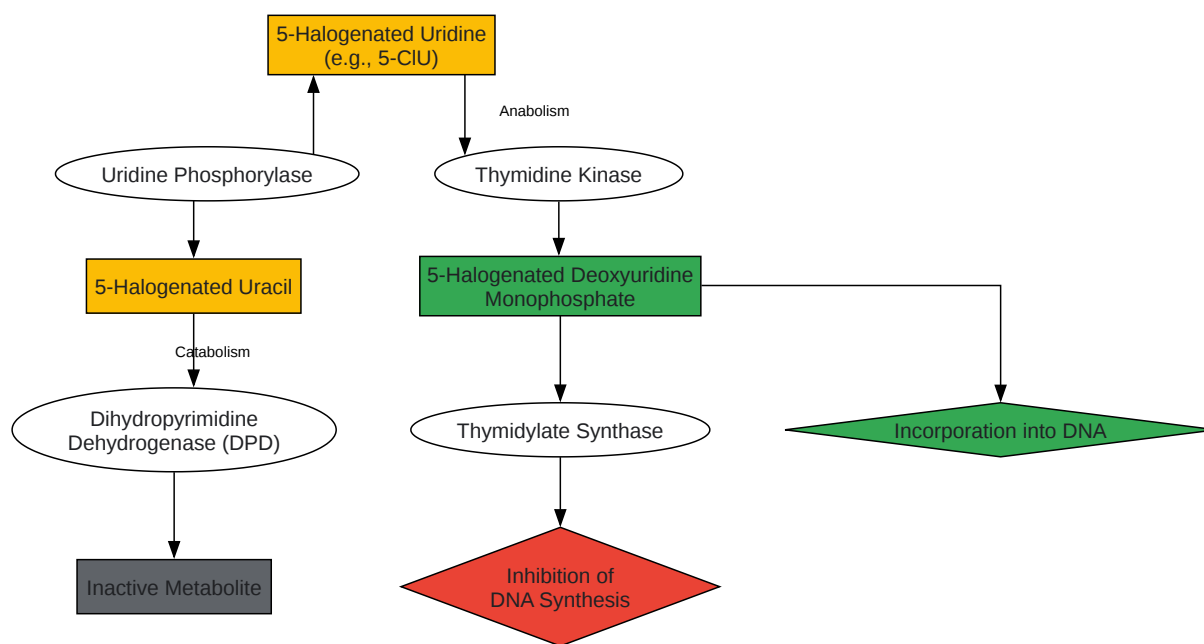 5-Halogenated Uridine
(e.g., 5-ClU)
Anabolism
Uridine Phosphorylase
Thymidine Kinase
5-Halogenated Uracil
5-Halogenated Deoxyuridine
Monophosphate
Catabolism
Dihydropyrimidine
Dehydrogenase (DPD)
Thymidylate Synthase
Incorporation into DNA
Inactive Metabolite
Inhibition of
DNA Synthesis